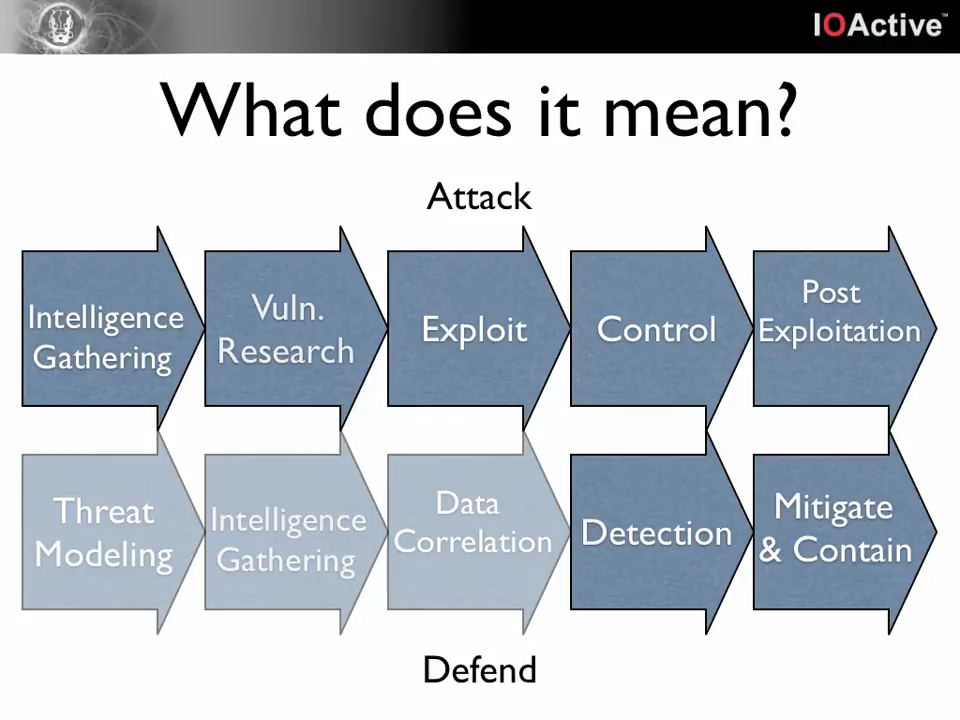 IOActive™
What does it mean?
Attack
Intelligence
Gathering
Vuln.
Research
Exploit
Control
Post
Exploitation
Threat
Modeling
Intelligence
Gathering
Data
Correlation
Detection
Mitigate
& Contain
Defend